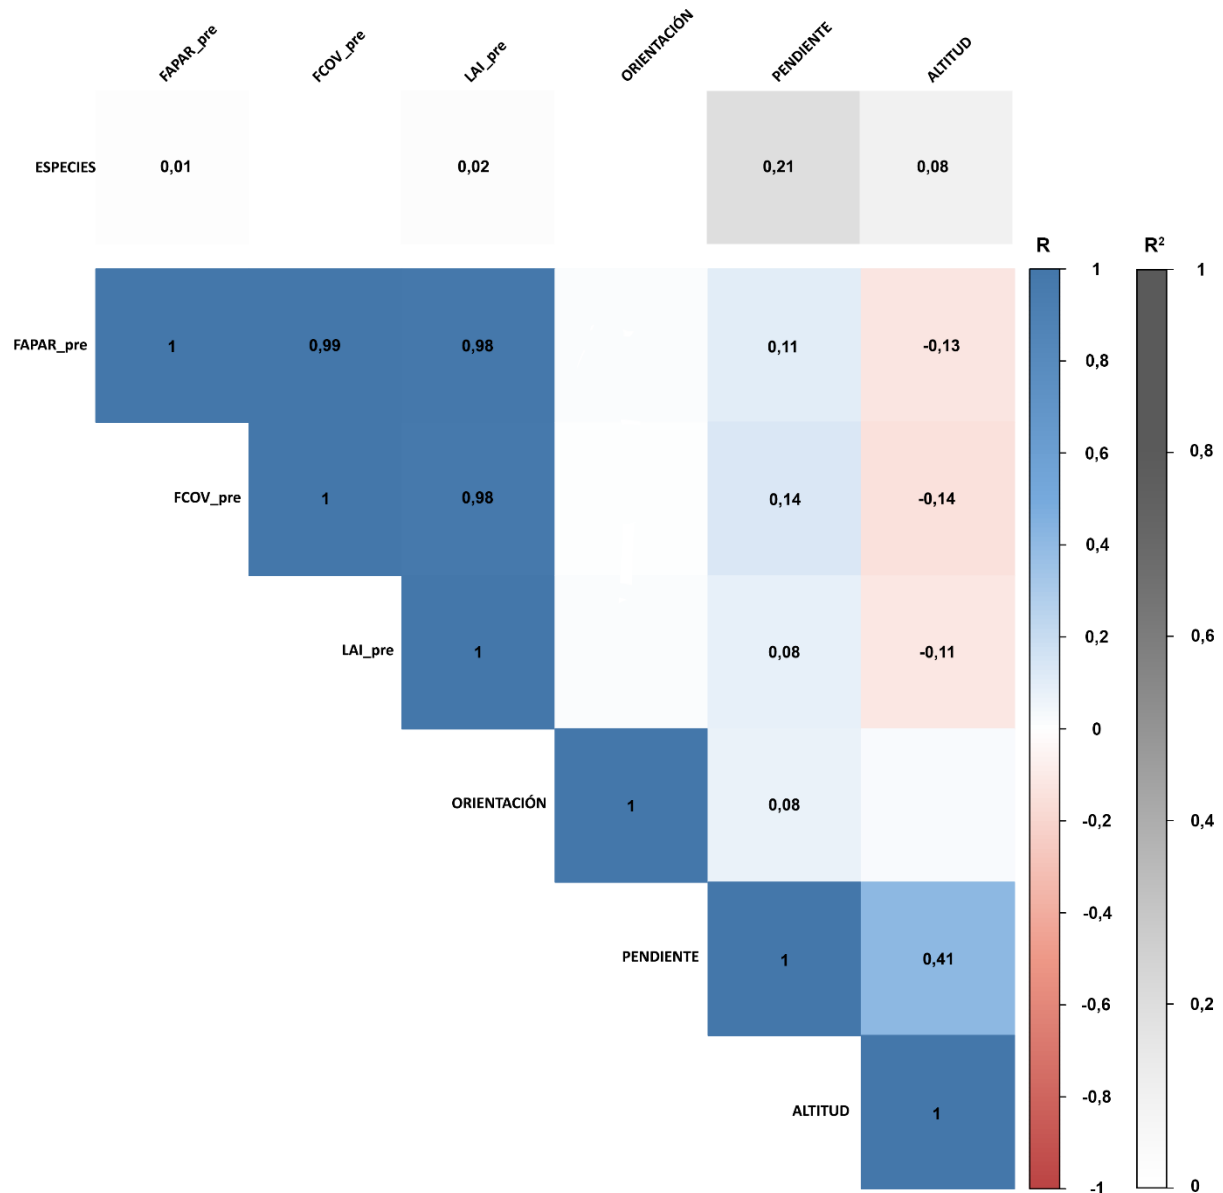 FAPAR_pre FCOV_pre LAI_pre ORIENTACIÓN PENDIENTE ALTITUD
ESPECIES 0,01 0,02 0,21 0,08
R R²
1 1
FAPAR_pre 1 0,99 0,98 0,11 -0,13
0,8 0,8
FCOV_pre 1 0,98 0,14 -0,14
0,6
0,4 0,6
0,2
LAI_pre 1 0,08 -0,11
0
ORIENTACIÓN 1 0,08
-0,2 0,4
-0,4
PENDIENTE 1 0,41
-0,6 0,2
-0,8
ALTITUD 1
-1 0